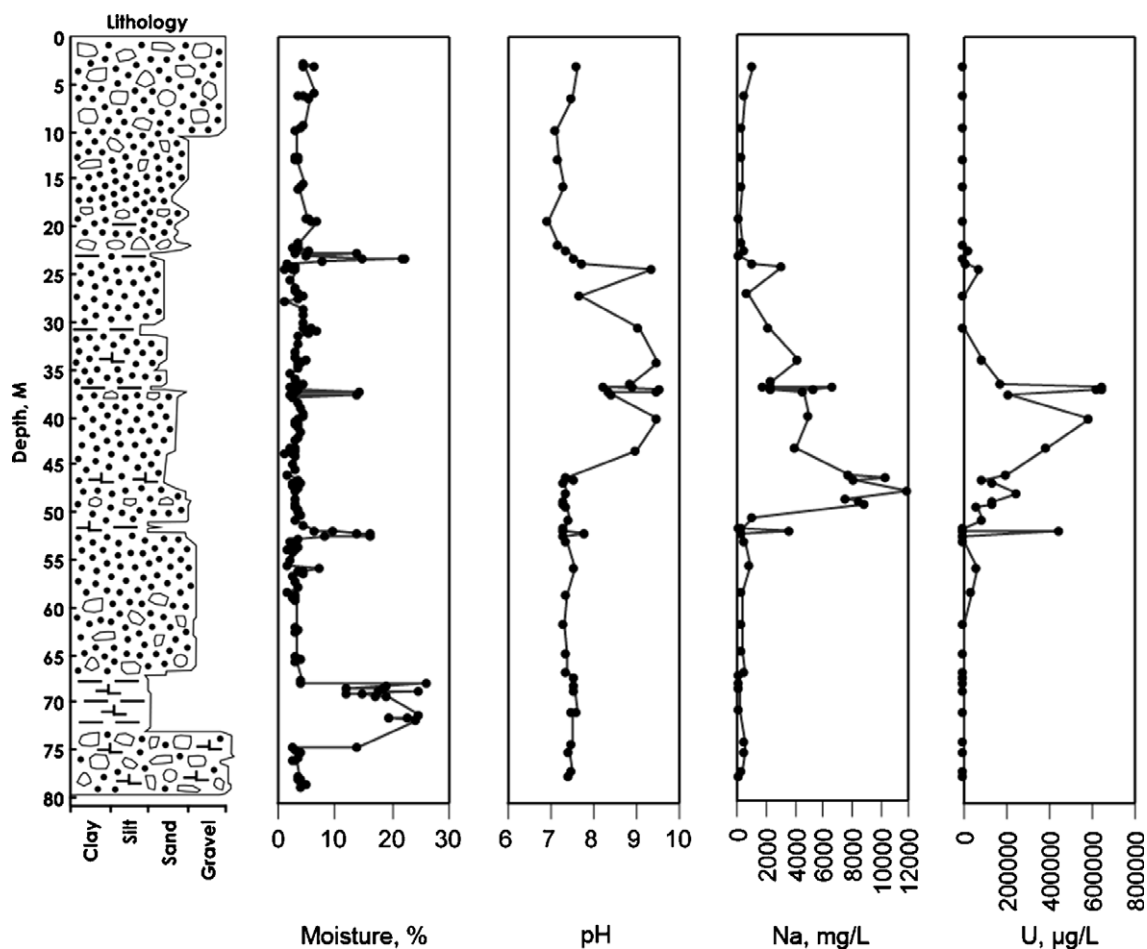 Lithology
Depth, M
0
5
10
15
20
25
30
35
40
45
50
55
60
65
70
75
80
Clay
Silt
Sand
Gravel
0 10 20 30
Moisture, %
6 7 8 9 10
pH
0 2000 4000 6000 8000 10000 12000
Na, mg/L
0 200000 400000 600000 800000
U, µg/L